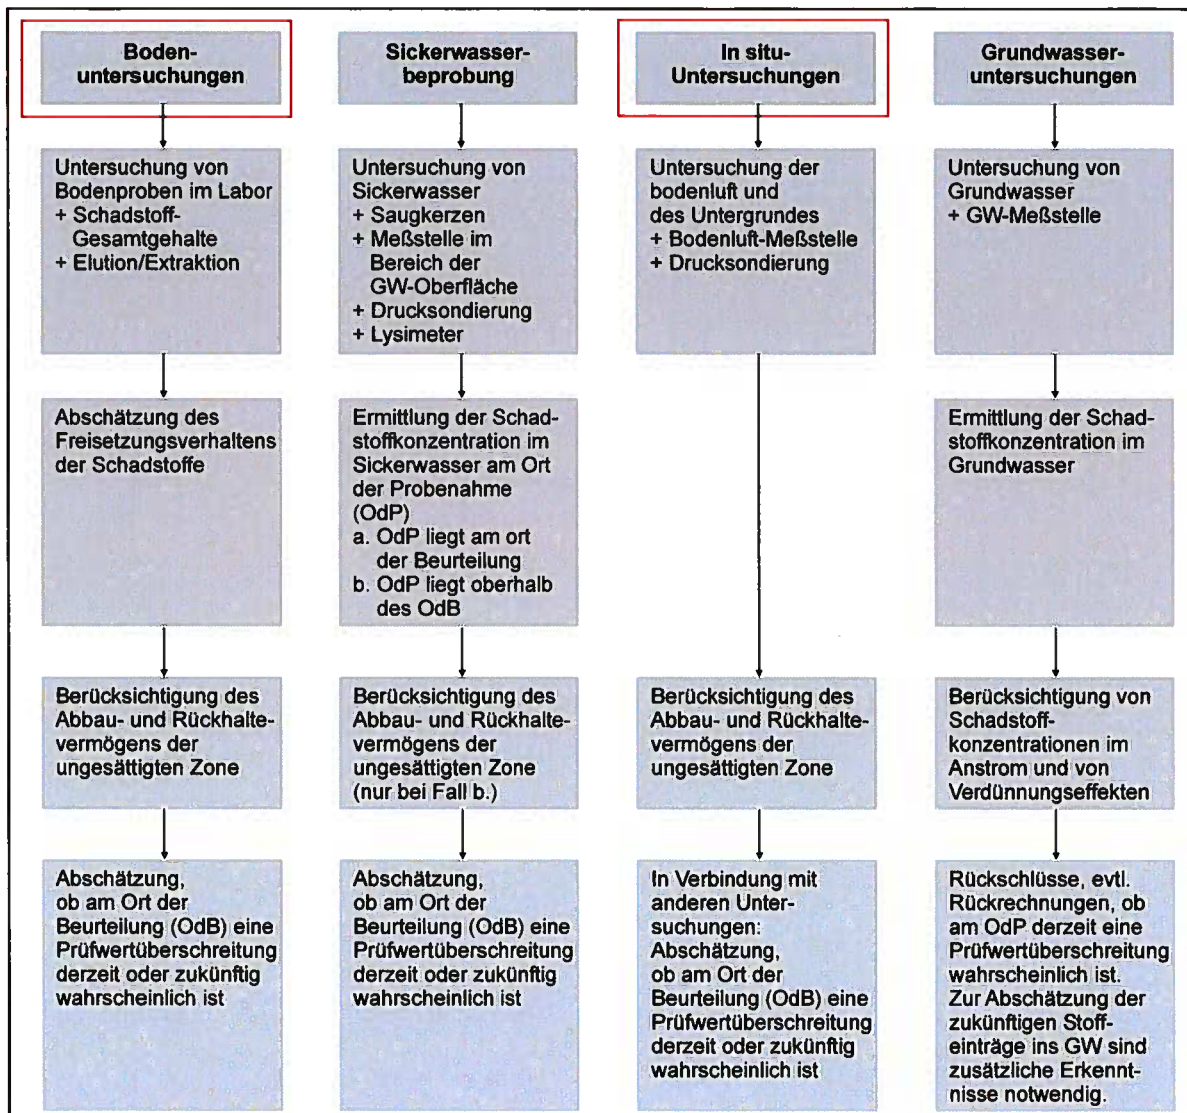 Boden-
untersuchungen
Untersuchung von
Bodenproben im Labor
+ Schadstoff-
Gesamtgehalte
+ Elution/Extraktion
Abschätzung des
Freisetzungsverhaltens
der Schadstoffe
Berücksichtigung des
Abbau- und Rückhalte-
vermögens der
ungesättigten Zone
Abschätzung,
ob am Ort der
Beurteilung (OdB) eine
Prüfwertüberschreitung
derzeit oder zukünftig
wahrscheinlich ist
Sickerwasser-
beprobung
Untersuchung von
Sickerwasser
+ Saugkerzen
+ Meßstelle im
Bereich der
GW-Oberfläche
+ Drucksondierung
+ Lysimeter
Ermittlung der Schad-
stoffkonzentration im
Sickerwasser am Ort
der Probenahme
(OdP)
a. OdP liegt am ort
der Beurteilung
b. OdP liegt oberhalb
des OdB
Berücksichtigung des
Abbau- und Rückhalte-
vermögens der
ungesättigten Zone
(nur bei Fall b.)
Abschätzung,
ob am Ort der
Beurteilung (OdB) eine
Prüfwertüberschreitung
derzeit oder zukünftig
wahrscheinlich ist
In situ-
Untersuchungen
Untersuchung der
bodenluft und
des Untergrundes
+ Bodenluft-Meßstelle
+ Drucksondierung
Berücksichtigung des
Abbau- und Rückhalte-
vermögens der
ungesättigten Zone
In Verbindung mit
anderen Unter-
suchungen:
Abschätzung,
ob am Ort der
Beurteilung (OdB) eine
Prüfwertüberschreitung
derzeit oder zukünftig
wahrscheinlich ist
Grundwasser-
untersuchungen
Untersuchung von
Grundwasser
+ GW-Meßstelle
Ermittlung der Schad-
stoffkonzentration im
Grundwasser
Berücksichtigung von
Schadstoff-
konzentrationen im
Anstrom und von
Verdünnungseffekten
Rückschlüsse, evtl.
Rückrechnungen, ob
am OdP derzeit eine
Prüfwertüberschreitung
wahrscheinlich ist.
Zur Abschätzung der
zukünftigen Stoff-
einträge ins GW sind
zusätzliche Erkennt-
nisse notwendig.